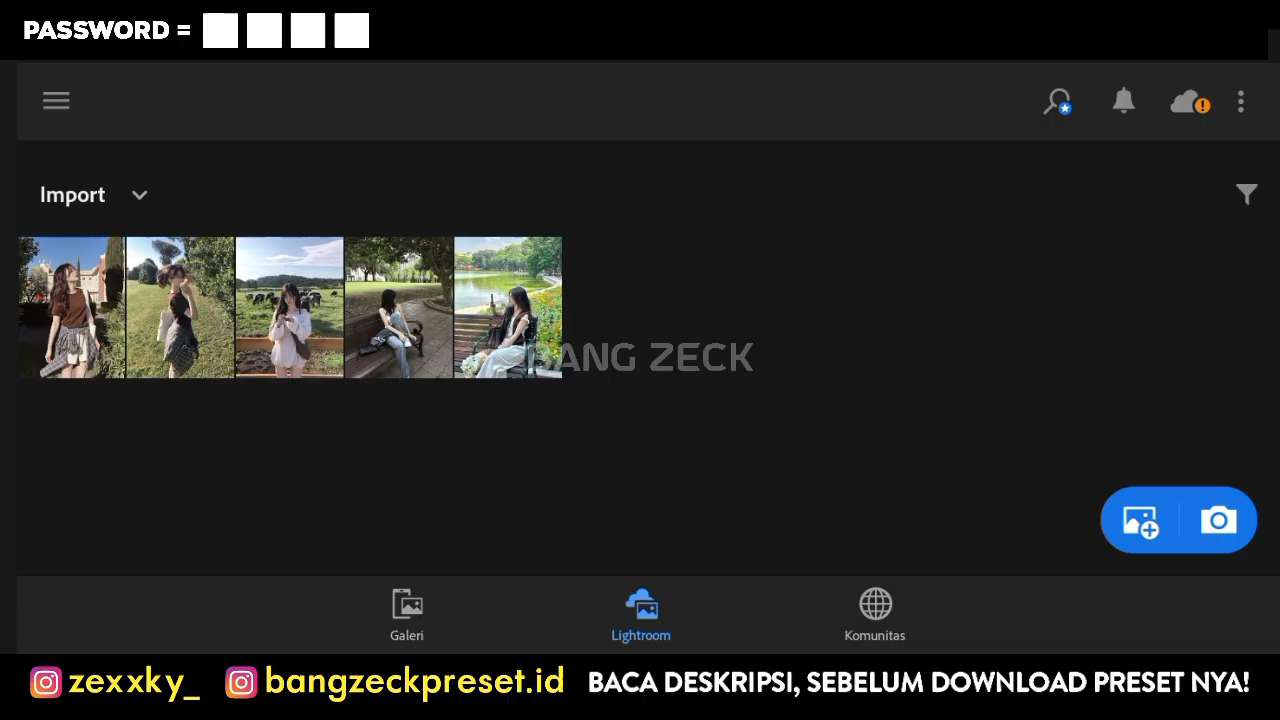 PASSWORD =
Import
BANG ZECK
Galeri
Lightroom
Komunitas
zexxky_ bangzeckpreset.id BACA DESKRIPSI, SEBELUM DOWNLOAD PRESET NYA!